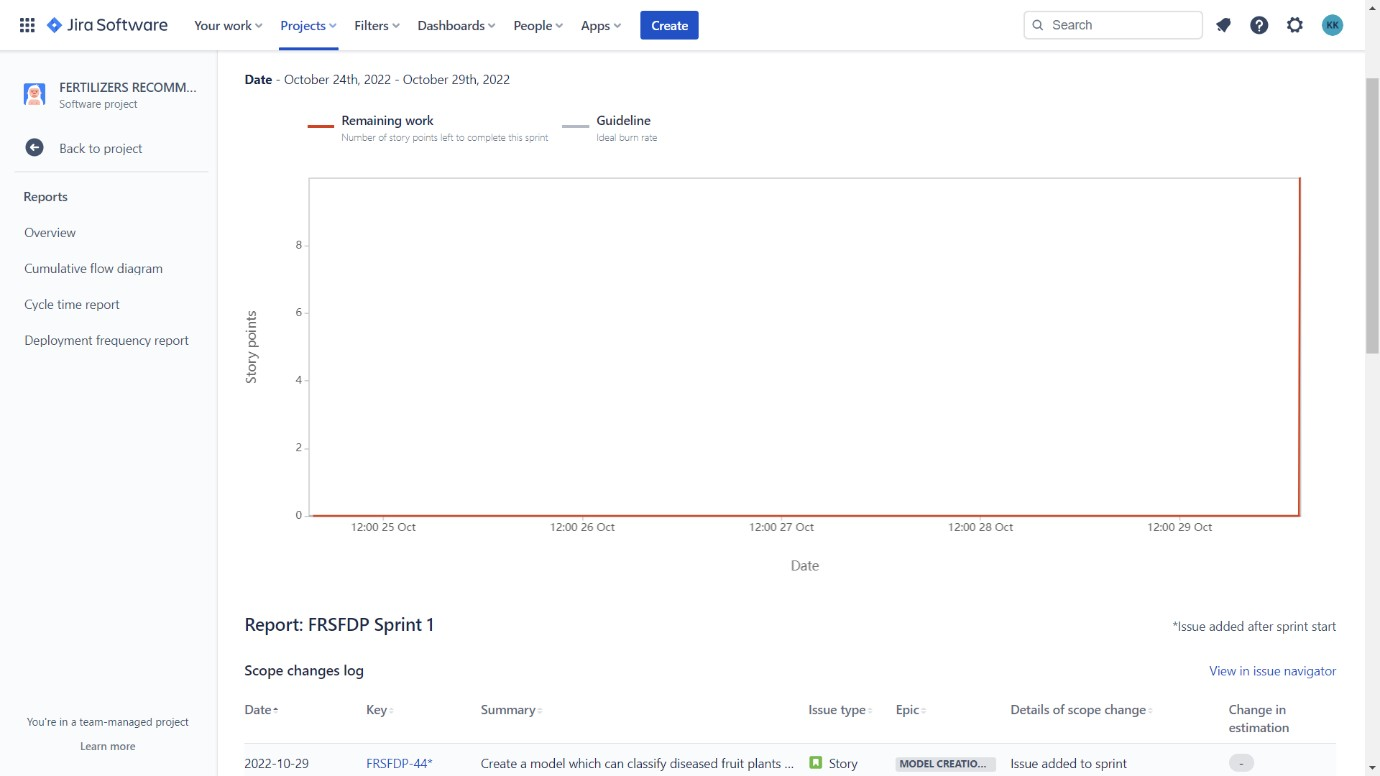 Jira Software Your work Projects Filters Dashboards People Apps Create Search KK
FERTILIZERS RECOMM...
Software project
Back to project
Reports
Overview
Cumulative flow diagram
Cycle time report
Deployment frequency report
You're in a team-managed project
Learn more
Date - October 24th, 2022 - October 29th, 2022
Remaining work
Number of story points left to complete this sprint
Guideline
Ideal burn rate
Story points
8
6
4
2
0
12:00 25 Oct 12:00 26 Oct 12:00 27 Oct 12:00 28 Oct 12:00 29 Oct
Date
Report: FRSFDP Sprint 1
*Issue added after sprint start
Scope changes log
View in issue navigator
Date Key Summary Issue type Epic Details of scope change Change in estimation
2022-10-29 FRSFDP-44* Create a model which can classify diseased fruit plants ... Story MODEL CREATIO... Issue added to sprint -